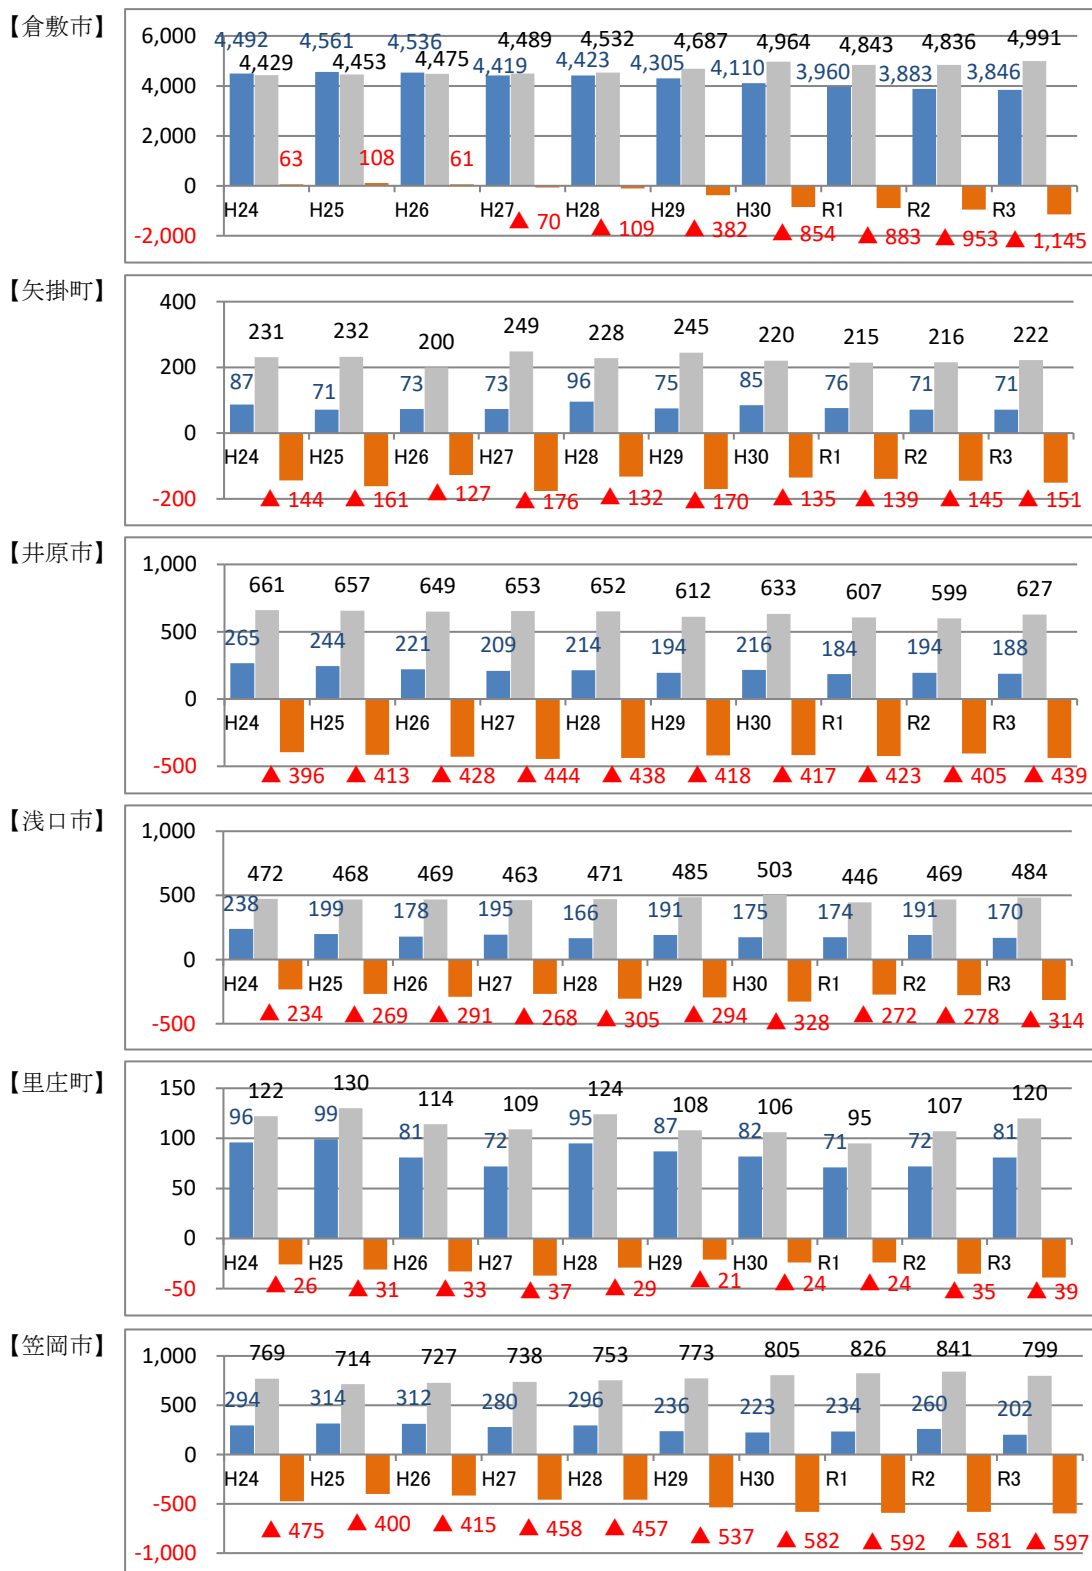 【倉敷市】
6,000
4,000
2,000
0
-2,000
4,492 4,561 4,536 4,419 4,423 4,305 4,110 3,960 3,883 3,846
4,429 4,453 4,475 4,489 4,532 4,687 4,964 4,843 4,836 4,991
63 108 61
H24 H25 H26 H27 H28 H29 H30 R1 R2 R3
▲ 70 ▲ 109 ▲ 382 ▲ 854 ▲ 883 ▲ 953 ▲ 1,145
【矢掛町】
400
200
0
-200
231 232 200 249 228 245 220 215 216 222
87 71 73 73 96 75 85 76 71 71
H24 H25 H26 H27 H28 H29 H30 R1 R2 R3
▲ 144 ▲ 161 ▲ 127 ▲ 176 ▲ 132 ▲ 170 ▲ 135 ▲ 139 ▲ 145 ▲ 151
【井原市】
1,000
500
0
-500
661 657 649 653 652 612 633 607 599 627
265 244 221 209 214 194 216 184 194 188
H24 H25 H26 H27 H28 H29 H30 R1 R2 R3
▲ 396 ▲ 413 ▲ 428 ▲ 444 ▲ 438 ▲ 418 ▲ 417 ▲ 423 ▲ 405 ▲ 439
【浅口市】
1,000
500
0
-500
472 468 469 463 471 485 503 446 469 484
238 199 178 195 166 191 175 174 191 170
H24 H25 H26 H27 H28 H29 H30 R1 R2 R3
▲ 234 ▲ 269 ▲ 291 ▲ 268 ▲ 305 ▲ 294 ▲ 328 ▲ 272 ▲ 278 ▲ 314
【里庄町】
150
100
50
0
-50
122 130 114 109 124 108 106 95 107 120
96 99 81 72 95 87 82 71 72 81
H24 H25 H26 H27 H28 H29 H30 R1 R2 R3
▲ 26 ▲ 31 ▲ 33 ▲ 37 ▲ 29 ▲ 21 ▲ 24 ▲ 24 ▲ 35 ▲ 39
【笠岡市】
1,000
500
0
-500
-1,000
769 714 727 738 753 773 805 826 841 799
294 314 312 280 296 236 223 234 260 202
H24 H25 H26 H27 H28 H29 H30 R1 R2 R3
▲ 475 ▲ 400 ▲ 415 ▲ 458 ▲ 457 ▲ 537 ▲ 582 ▲ 592 ▲ 581 ▲ 597